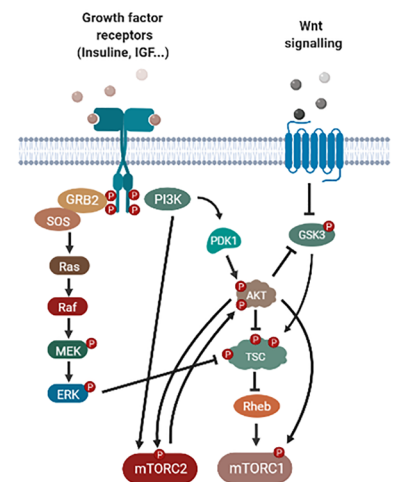 Growth factor
receptors
(Insuline, IGF...)
Wnt
signalling
GRB2
P
P
P
P
PI3K
SOS
P
GSK3
PDK1
Ras
P
AKT
P
Raf
MEK
P
P
P
P
TSC
ERK
P
Rheb
P
mTORC2
P
mTORC1